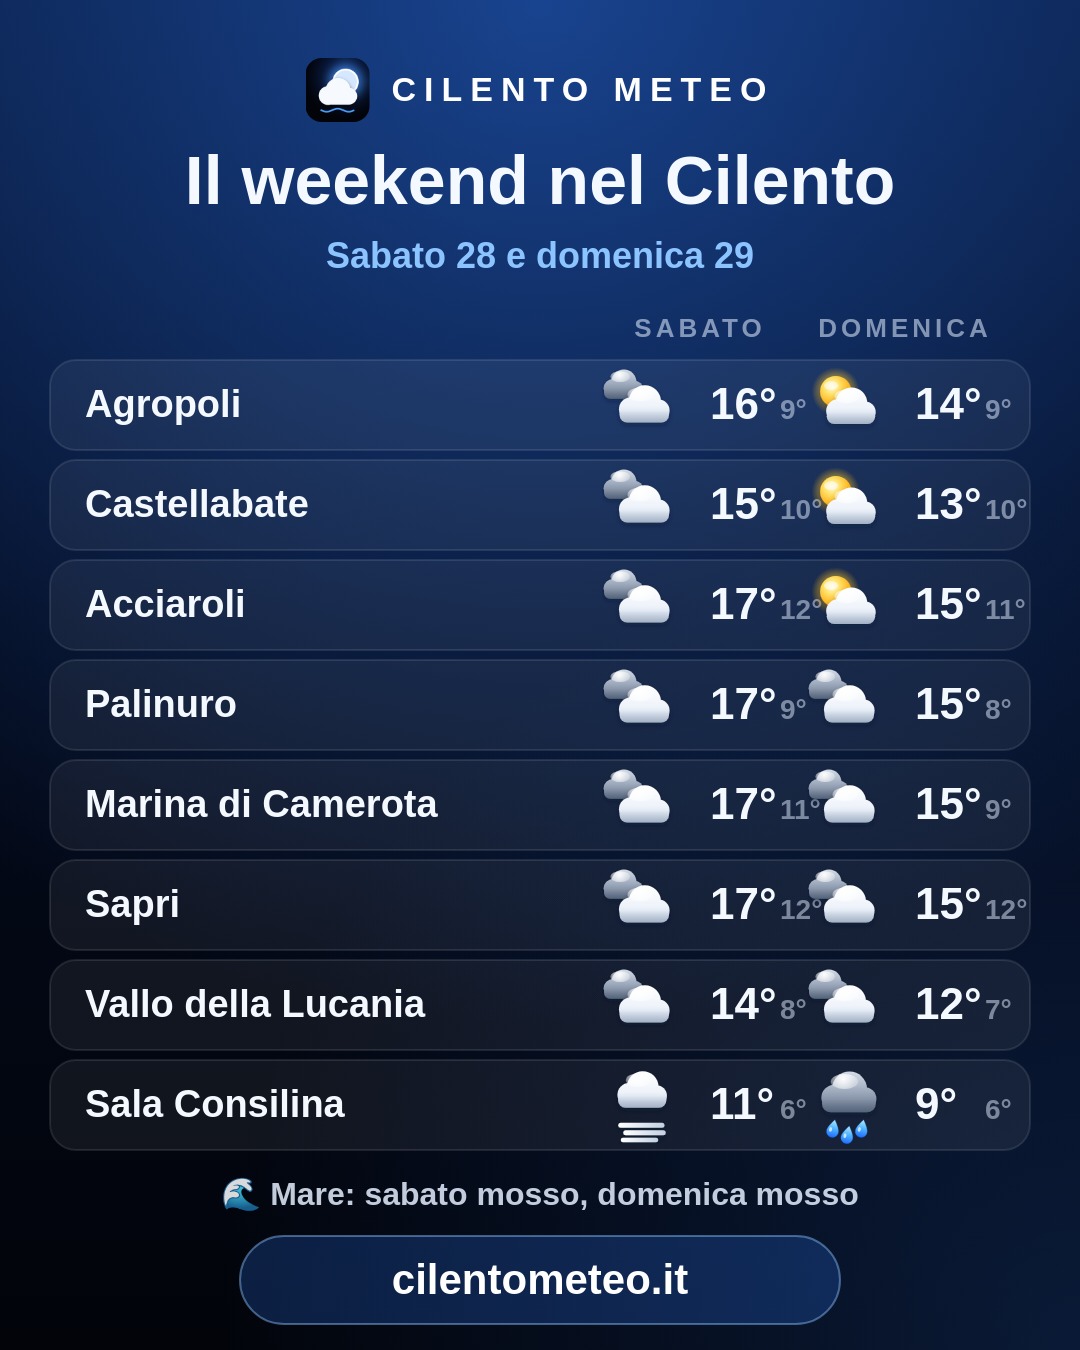 CILENTO METEO
Il weekend nel Cilento
Sabato 28 e domenica 29
SABATO DOMENICA
Agropoli 16° 9° 14° 9°
Castellabate 15° 10° 13° 10°
Acciaroli 17° 12° 15° 11°
Palinuro 17° 9° 15° 8°
Marina di Camerota 17° 11° 15° 9°
Sapri 17° 12° 15° 12°
Vallo della Lucania 14° 8° 12° 7°
Sala Consilina 11° 6° 9° 6°
Mare: sabato mosso, domenica mosso
cilentometeo.it